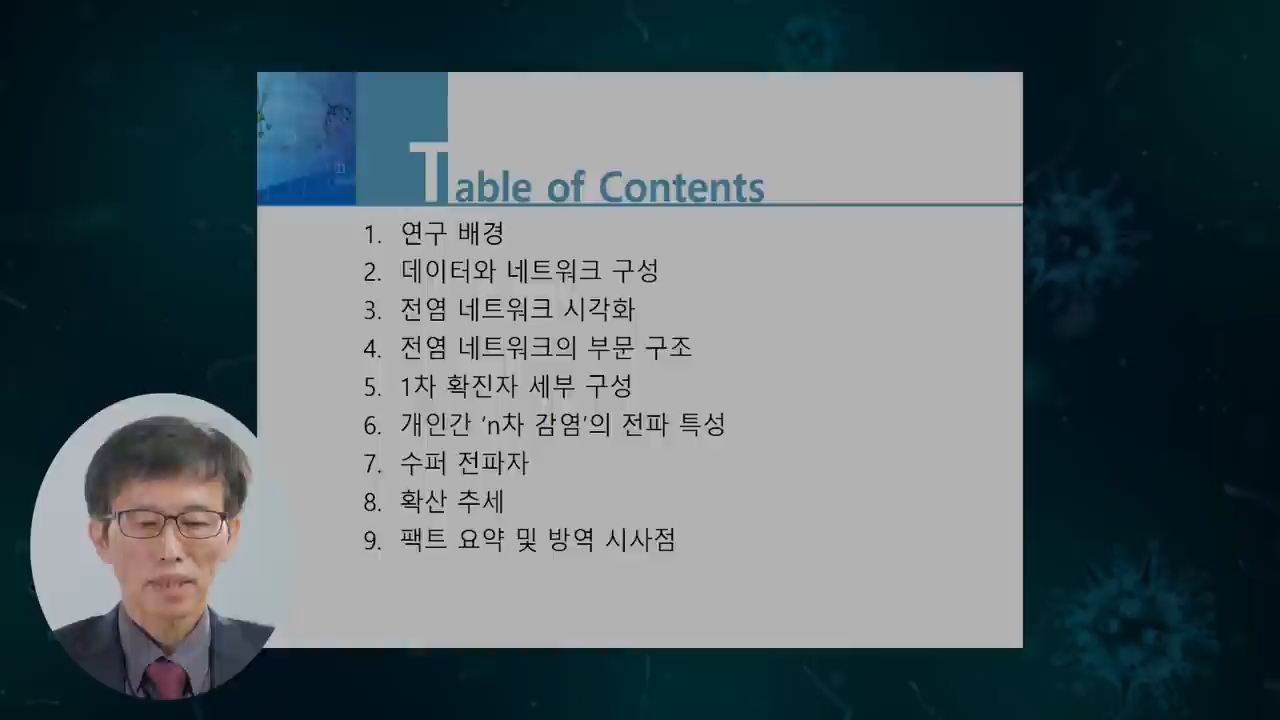 Table of Contents
1. 연구 배경
2. 데이터와 네트워크 구성
3. 전염 네트워크 시각화
4. 전염 네트워크의 부문 구조
5. 1차 확진자 세부 구성
6. 개인간 ‘n차 감염’의 전파 특성
7. 수퍼 전파자
8. 확산 추세
9. 팩트 요약 및 방역 시사점